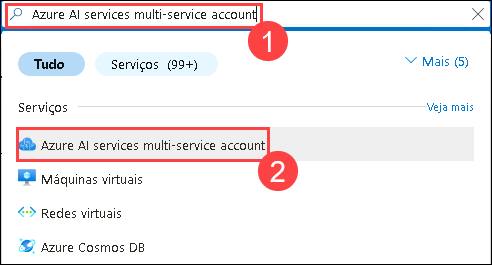 Azure AI services multi-service account
1
Tudo
Serviços (99+)
Mais (5)
Serviços
Veja mais
Azure AI services multi-service account
2
Máquinas virtuais
Redes virtuais
Azure Cosmos DB